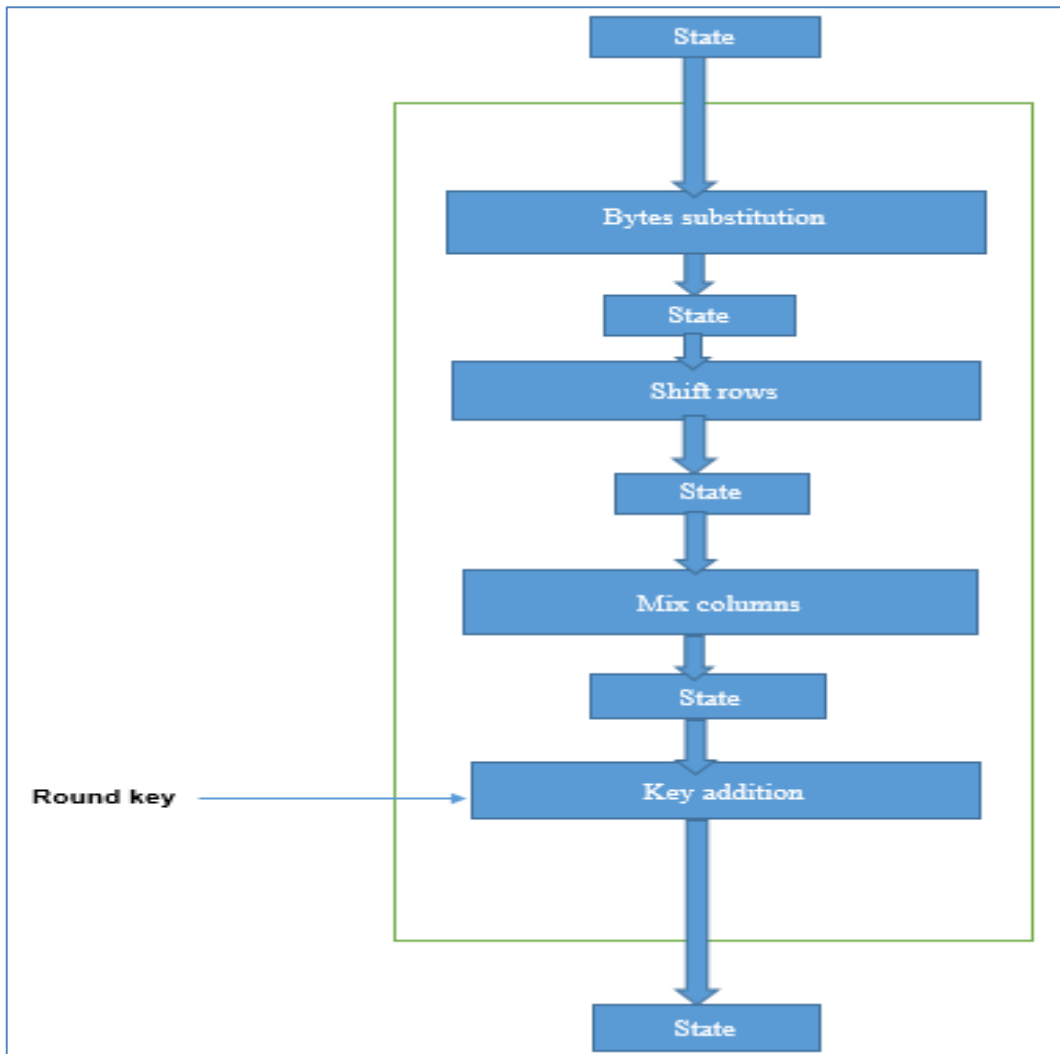 State
Bytes substitution
State
Shift rows
State
Mix columns
State
Round key
Key addition
State